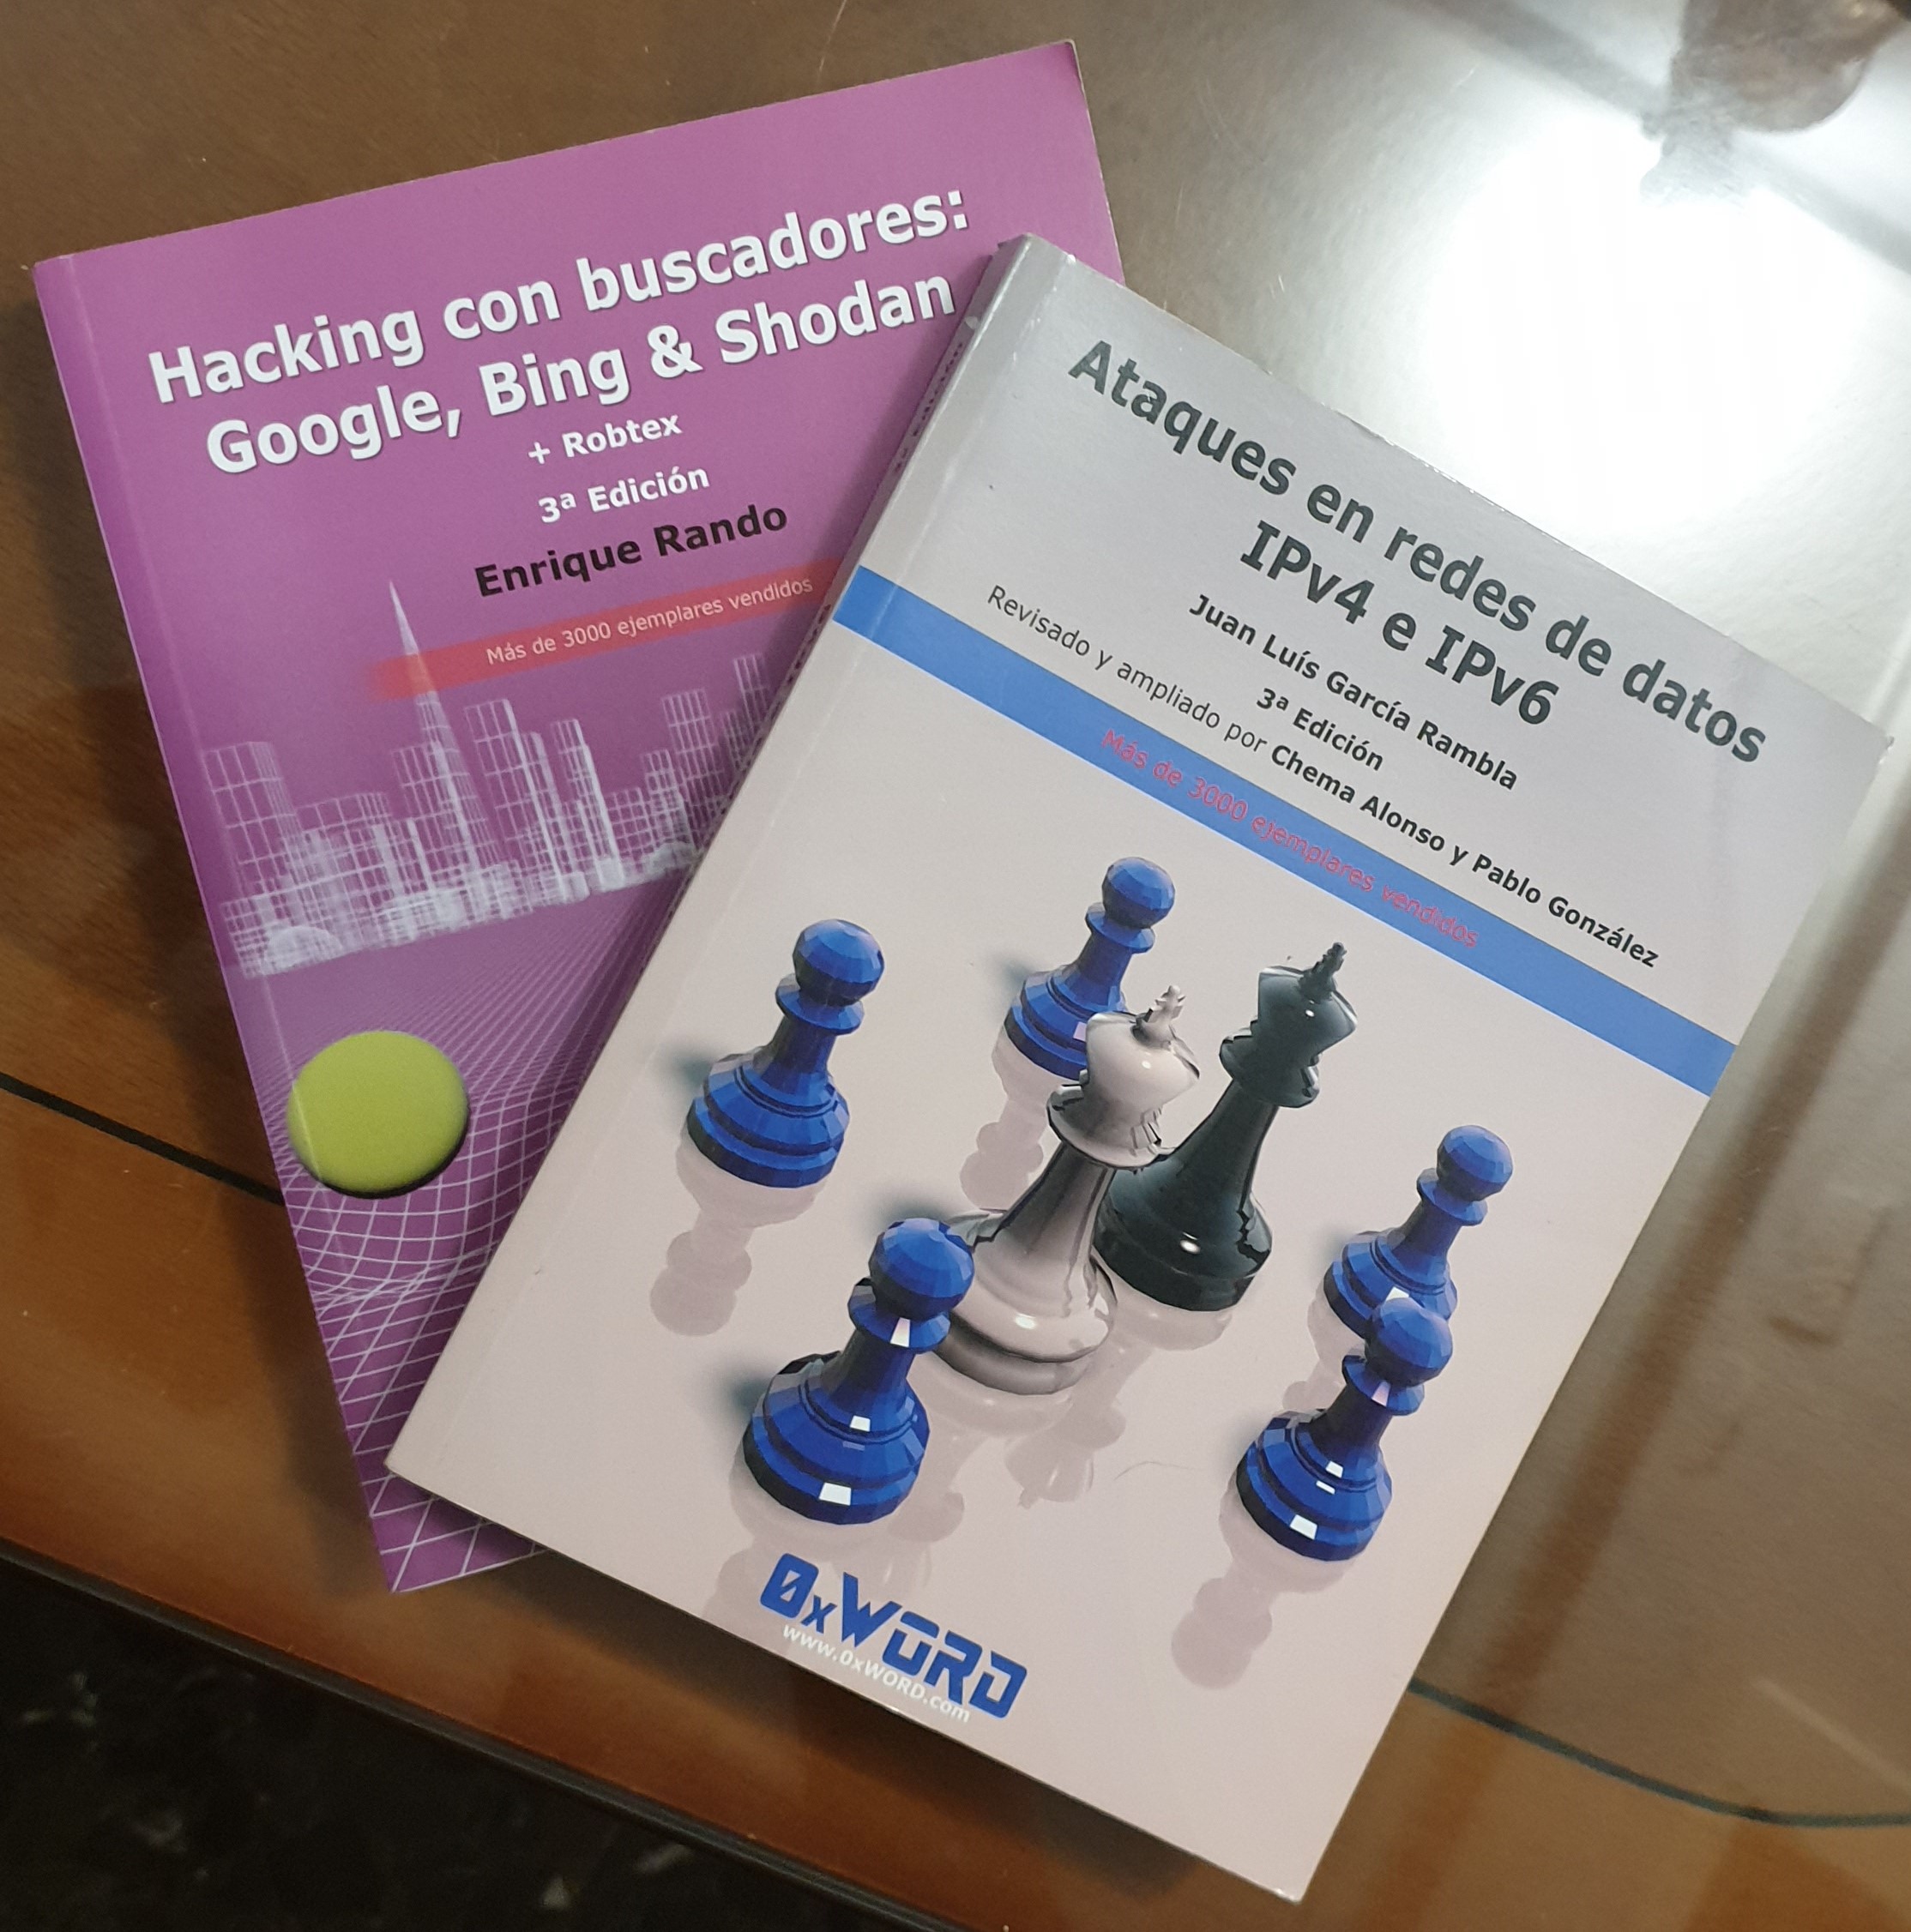 Hacking con buscadores:
Google, Bing & Shodan
+ Robtex
3ª Edición
Enrique Rando
Más de 3000 ejemplares vendidos
Ataques en redes de datos
IPv4 e IPv6
Juan Luís García Rambla
3ª Edición
Revisado y ampliado por Chema Alonso y Pablo González
Más de 3000 ejemplares vendidos
0xWORD
www.0xWORD.com